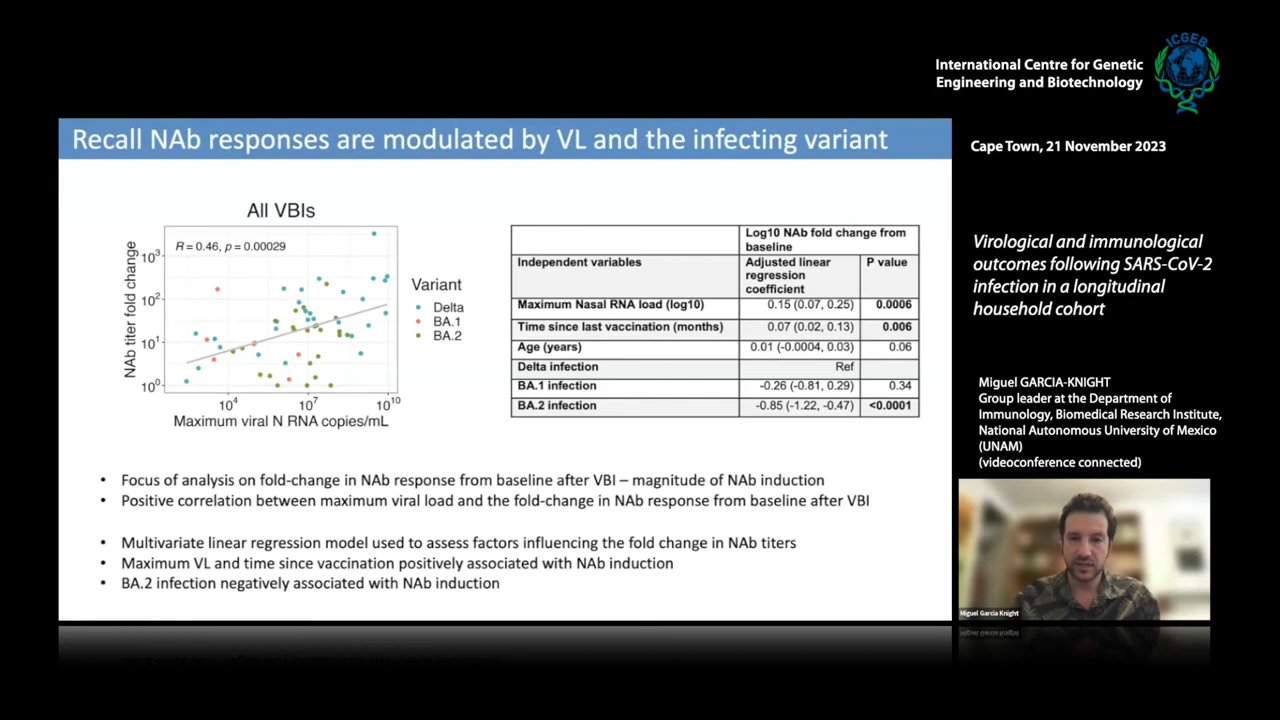 ICGEB
International Centre for Genetic
Engineering and Biotechnology
Cape Town, 21 November 2023
Recall NAb responses are modulated by VL and the infecting variant
All VBIs
R = 0.46, p = 0.00029
NAb titer fold change
10³
10²
10¹
10⁰
10⁴
10⁷
10¹⁰
Maximum viral N RNA copies/mL
Variant
Delta
BA.1
BA.2
Log10 NAb fold change from
baseline
Independent variables
Adjusted linear
regression
coefficient
P value
Maximum Nasal RNA load (log10) 0.15 (0.07, 0.25) 0.0006
Time since last vaccination (months) 0.07 (0.02, 0.13) 0.006
Age (years) 0.01 (-0.0004, 0.03) 0.06
Delta infection Ref
BA.1 infection -0.26 (-0.81, 0.29) 0.34
BA.2 infection -0.85 (-1.22, -0.47) <0.0001
• Focus of analysis on fold-change in NAb response from baseline after VBI – magnitude of NAb induction
• Positive correlation between maximum viral load and the fold-change in NAb response from baseline after VBI
• Multivariate linear regression model used to assess factors influencing the fold change in NAb titers
• Maximum VL and time since vaccination positively associated with NAb induction
• BA.2 infection negatively associated with NAb induction
Virological and immunological
outcomes following SARS-CoV-2
infection in a longitudinal
household cohort
Miguel GARCIA-KNIGHT
Group leader at the Department of
Immunology, Biomedical Research Institute,
National Autonomous University of Mexico
(UNAM)
(videoconference connected)
Miguel Garcia Knight